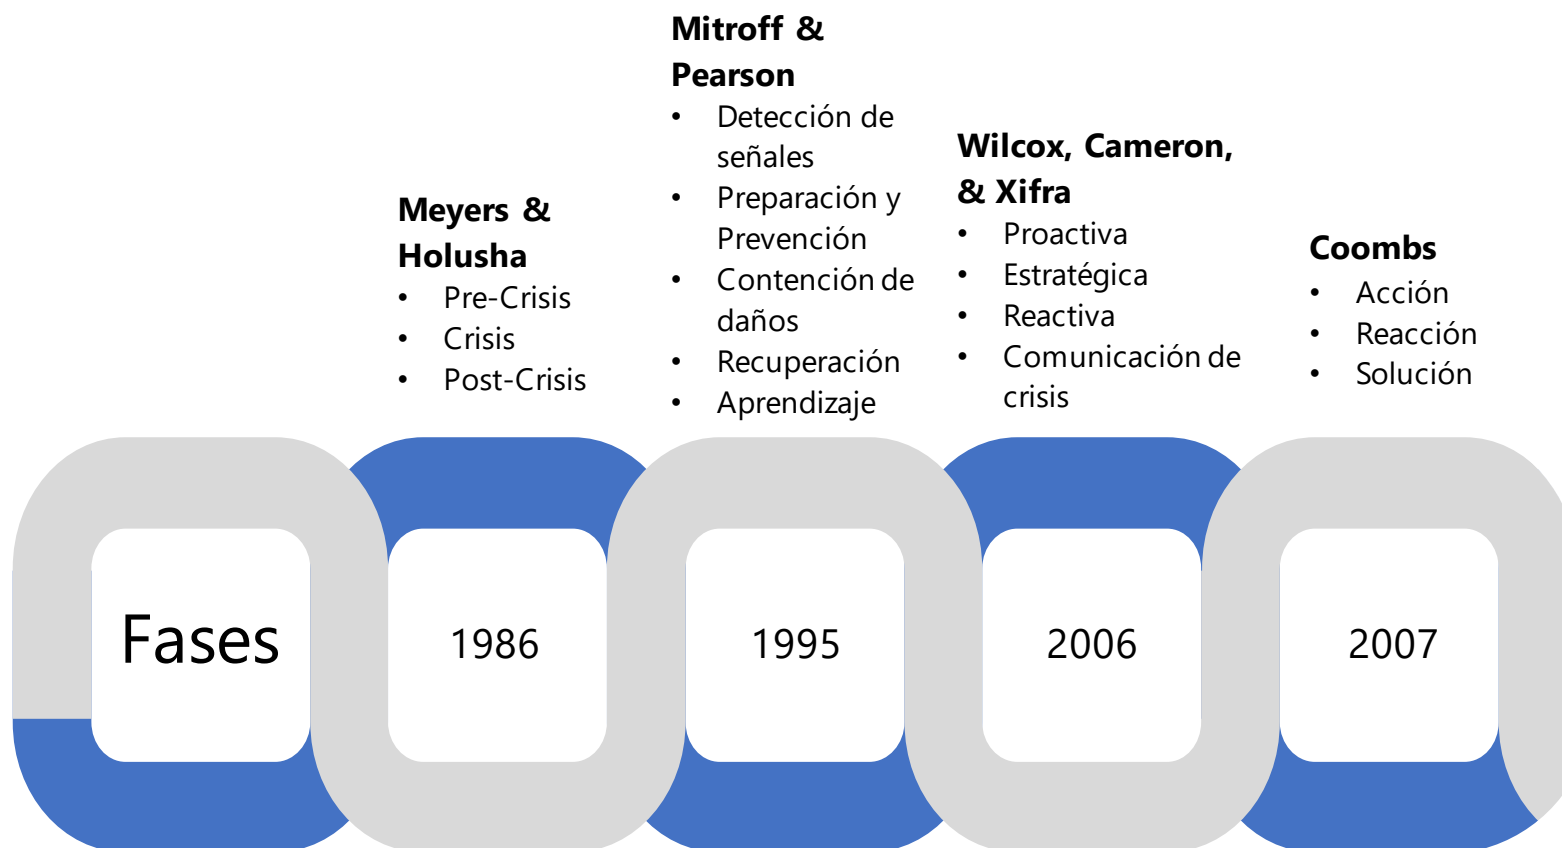 Meyers &
Holusha
• Pre-Crisis
• Crisis
• Post-Crisis
Mitroff &
Pearson
• Detección de
señales
• Preparación y
Prevención
• Contención de
daños
• Recuperación
• Aprendizaje
Wilcox, Cameron,
& Xifra
• Proactiva
• Estratégica
• Reactiva
• Comunicación de
crisis
Coombs
• Acción
• Reacción
• Solución
Fases
1986
1995
2006
2007